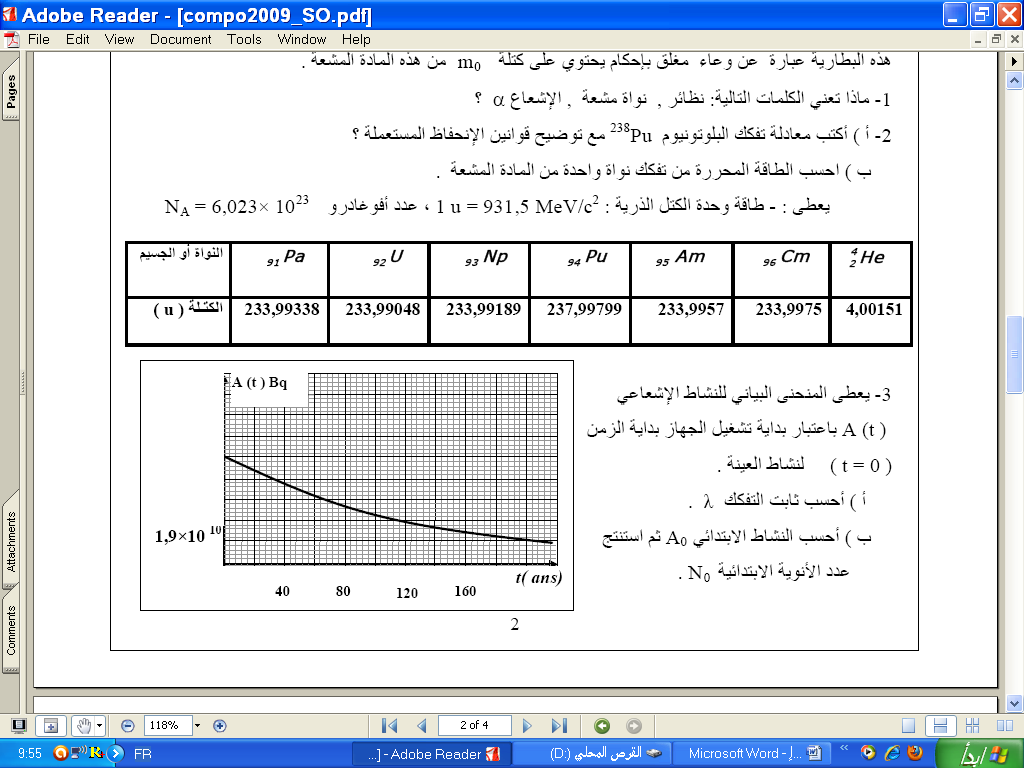 Adobe Reader - [compo2009_SO.pdf]
File Edit View Document Tools Window Help
Pages
Attachments
Comments
هذه البطارية عبارة عن وعاء مغلق بإحكام يحتوي على كتلة m₀ من هذه المادة المشعة .
1- ماذا تعني الكلمات التالية: نظائر , نواة مشعة , الإشعاع α ؟
2- أ ) أكتب معادلة تفكك البلوتونيوم ²³⁸Pu مع توضيح قوانين الإنحفاظ المستعملة ؟
ب ) احسب الطاقة المحررة من تفكك نواة واحدة من المادة المشعة .
يعطى : - طاقة وحدة الكتل الذرية : 1 u = 931,5 MeV/c² ، عدد أفوغادرو N_A = 6,023× 10²³
النواة أو الجسيم ₉₁Pa ₉₂U ₉₃Np ₉₄Pu ₉₅Am ₉₆Cm ⁴₂He
الكتلة ( u ) 233,99338 233,99048 233,99189 237,99799 233,9957 233,9975 4,00151
3- يعطى المنحنى البياني للنشاط الإشعاعي
A (t ) باعتبار بداية تشغيل الجهاز بداية الزمن
( t = 0 ) لنشاط العينة .
أ ) أحسب ثابت التفكك λ .
ب ) أحسب النشاط الابتدائي A₀ ثم استنتج
عدد الأنوية الابتدائية N₀ .
A (t ) Bq
1,9×10 ¹⁰
t( ans)
40 80 120 160
2
118% 2 of 4
9:55 FR ...] - Adobe Reader القرص المحلي (D:) Microsoft Word - J... ابدأ